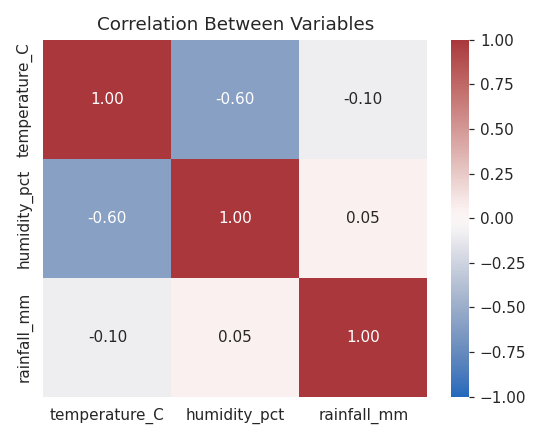 Correlation Between Variables
temperature_C
1.00
-0.60
-0.10
humidity_pct
-0.60
1.00
0.05
rainfall_mm
-0.10
0.05
1.00
temperature_C
humidity_pct
rainfall_mm
1.00
0.75
0.50
0.25
0.00
−0.25
−0.50
−0.75
−1.00